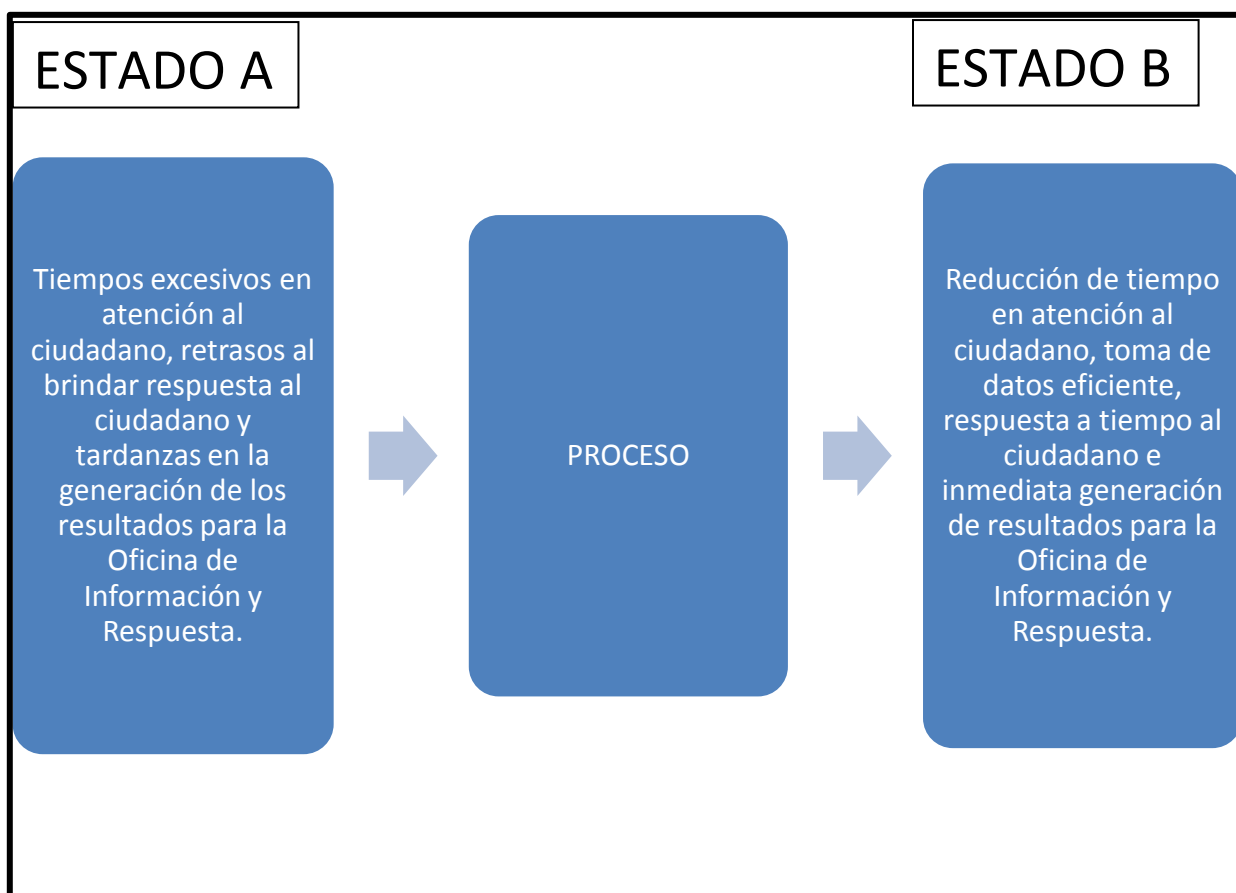 ESTADO A
ESTADO B
Tiempos excesivos en
atención al
ciudadano, retrasos al
brindar respuesta al
ciudadano y
tardanzas en la
generación de los
resultados para la
Oficina de
Información y
Respuesta.
PROCESO
Reducción de tiempo
en atención al
ciudadano, toma de
datos eficiente,
respuesta a tiempo al
ciudadano e
inmediata generación
de resultados para la
Oficina de
Información y
Respuesta.